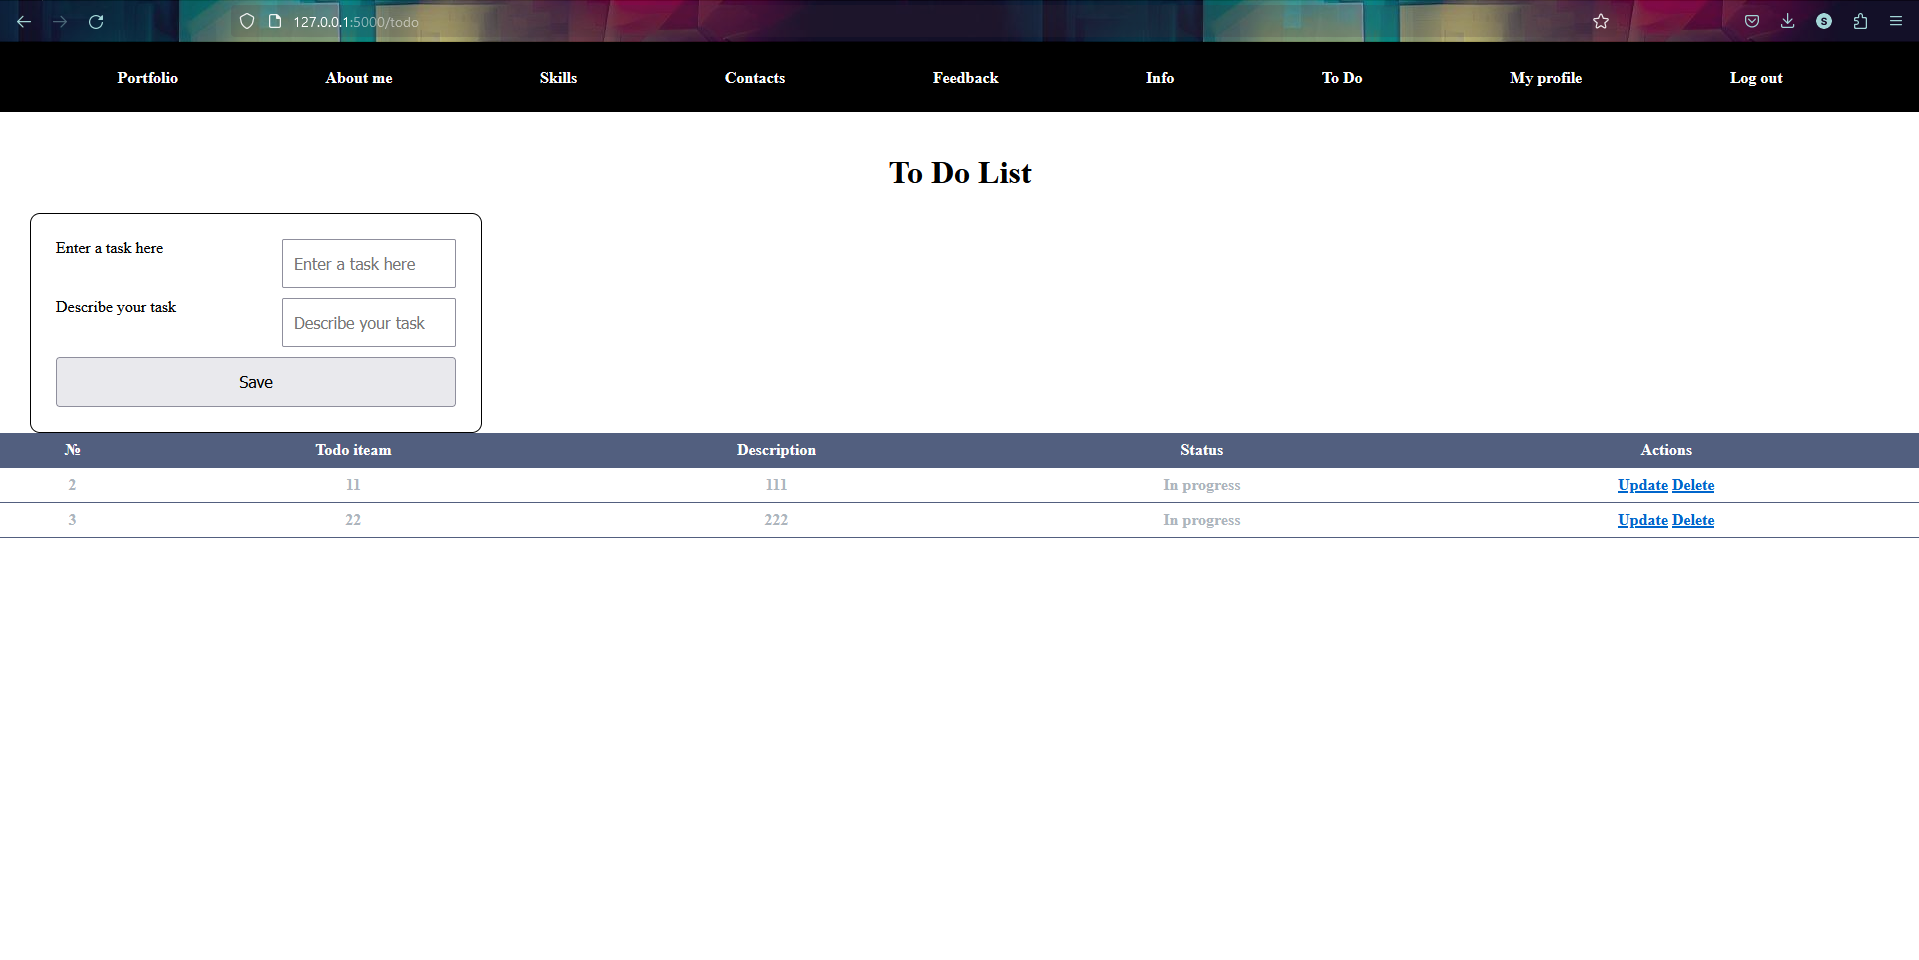 127.0.0.1:5000/todo
S
Portfolio About me Skills Contacts Feedback Info To Do My profile Log out
To Do List
Enter a task here Enter a task here
Describe your task Describe your task
Save
№ Todo iteam Description Status Actions
2 11 111 In progress Update Delete
3 22 222 In progress Update Delete